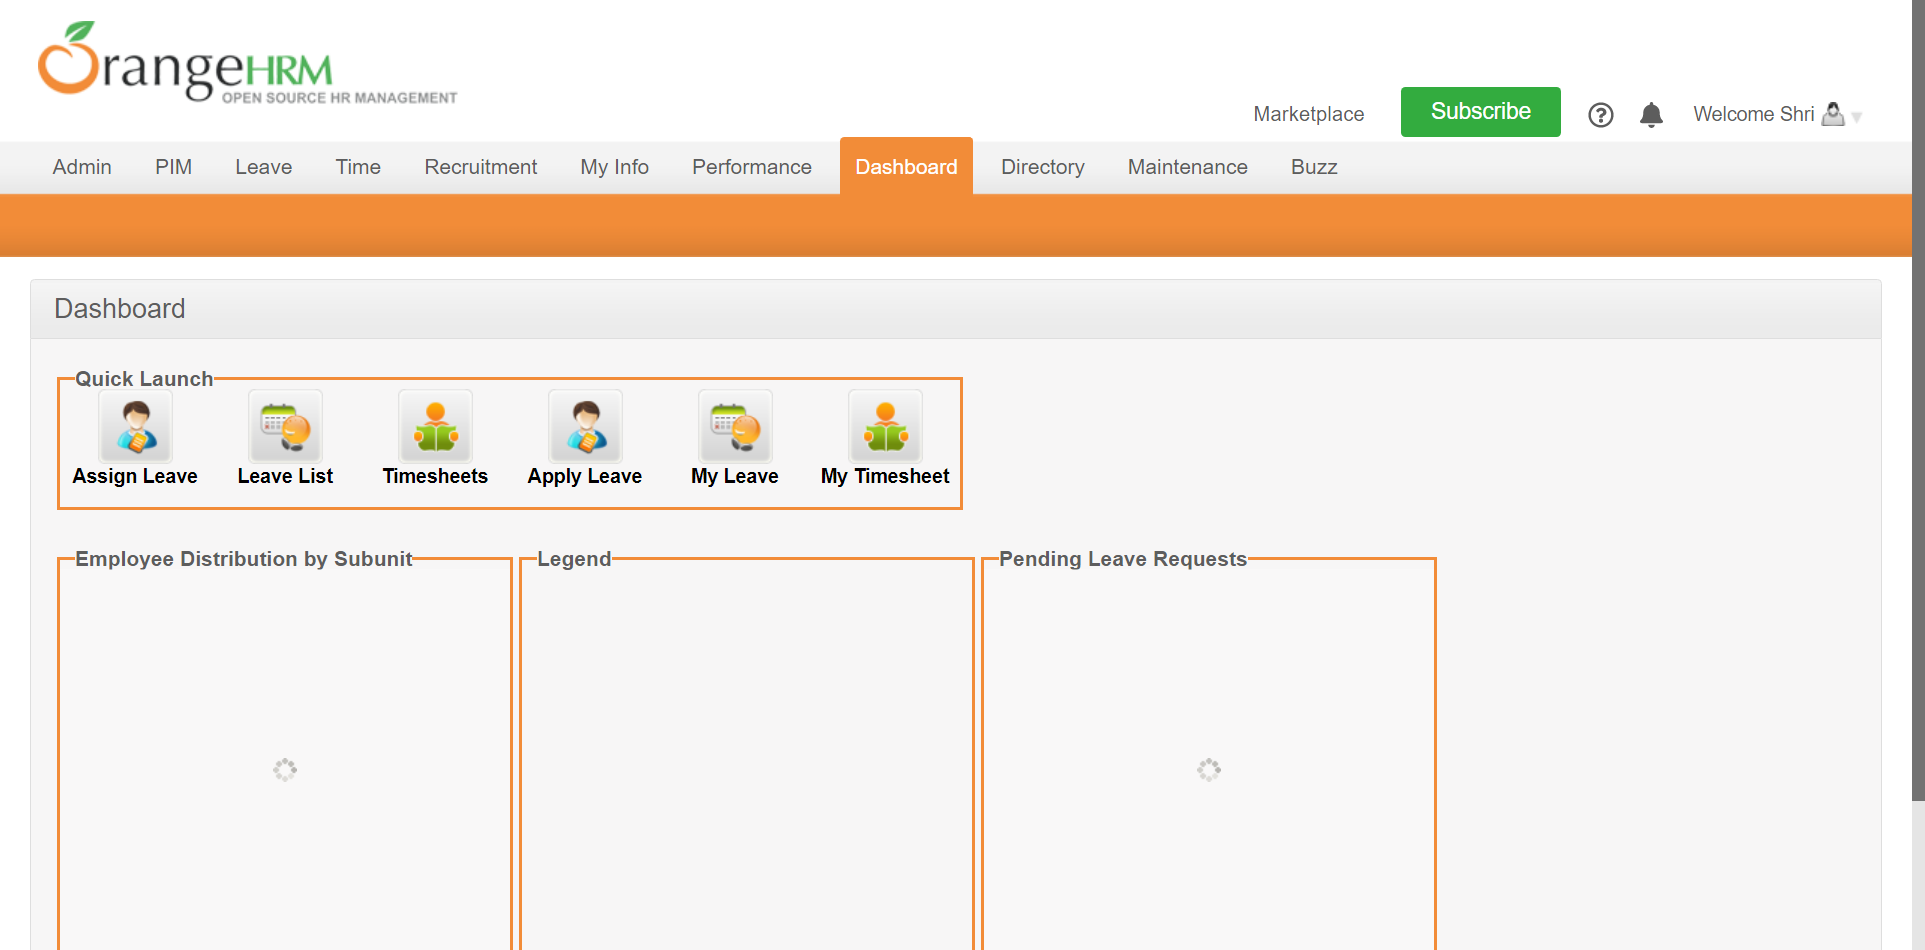 OrangeHRM
OPEN SOURCE HR MANAGEMENT
Marketplace
Subscribe
?
Welcome Shri
Admin
PIM
Leave
Time
Recruitment
My Info
Performance
Dashboard
Directory
Maintenance
Buzz
Dashboard
Quick Launch
Assign Leave
Leave List
Timesheets
Apply Leave
My Leave
My Timesheet
Employee Distribution by Subunit
Legend
Pending Leave Requests